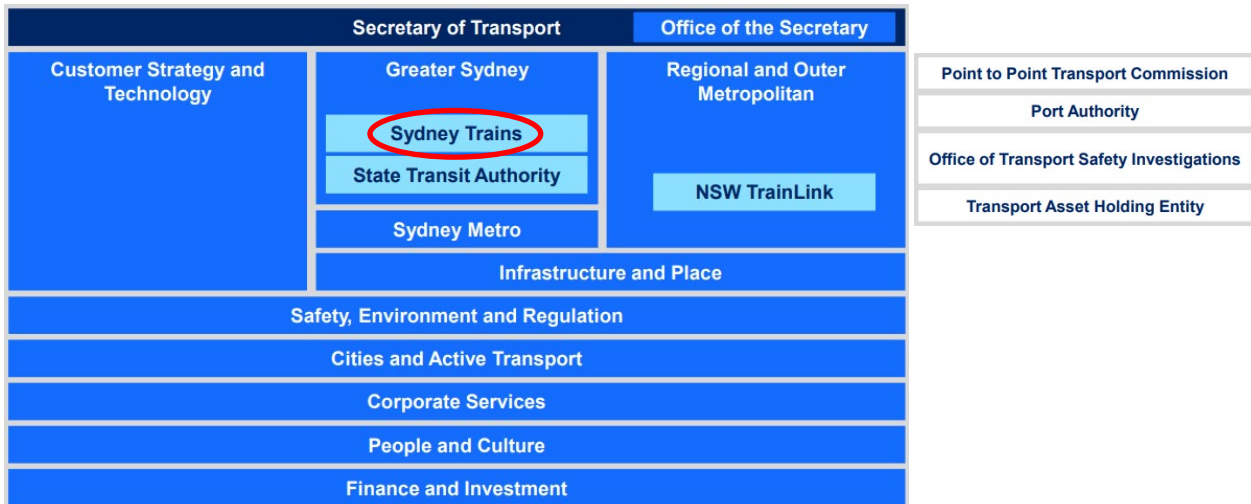 Secretary of Transport
Office of the Secretary
Customer Strategy and
Technology
Greater Sydney
Sydney Trains
State Transit Authority
Sydney Metro
Regional and Outer
Metropolitan
NSW TrainLink
Infrastructure and Place
Safety, Environment and Regulation
Cities and Active Transport
Corporate Services
People and Culture
Finance and Investment
Point to Point Transport Commission
Port Authority
Office of Transport Safety Investigations
Transport Asset Holding Entity